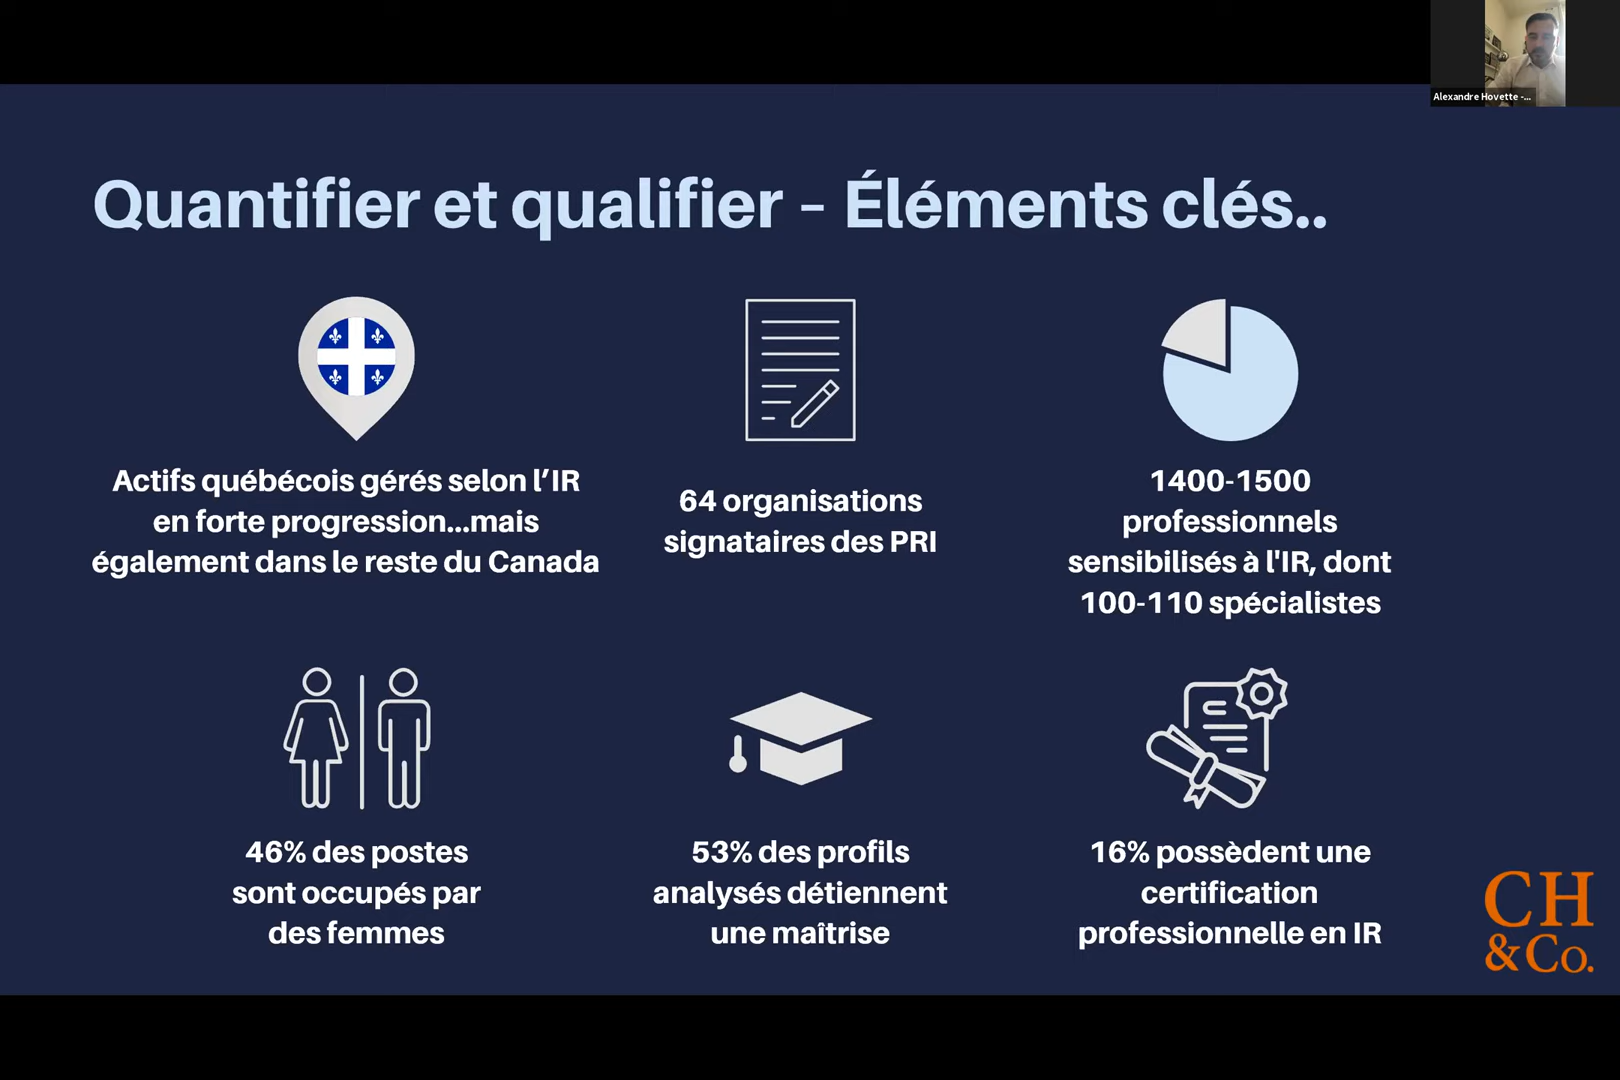 Alexandre Hovette -...
Quantifier et qualifier – Éléments clés..
Actifs québécois gérés selon l’IR
en forte progression...mais
également dans le reste du Canada
64 organisations
signataires des PRI
1400-1500
professionnels
sensibilisés à l'IR, dont
100-110 spécialistes
46% des postes
sont occupés par
des femmes
53% des profils
analysés détiennent
une maîtrise
16% possèdent une
certification
professionnelle en IR
CH
&Co.